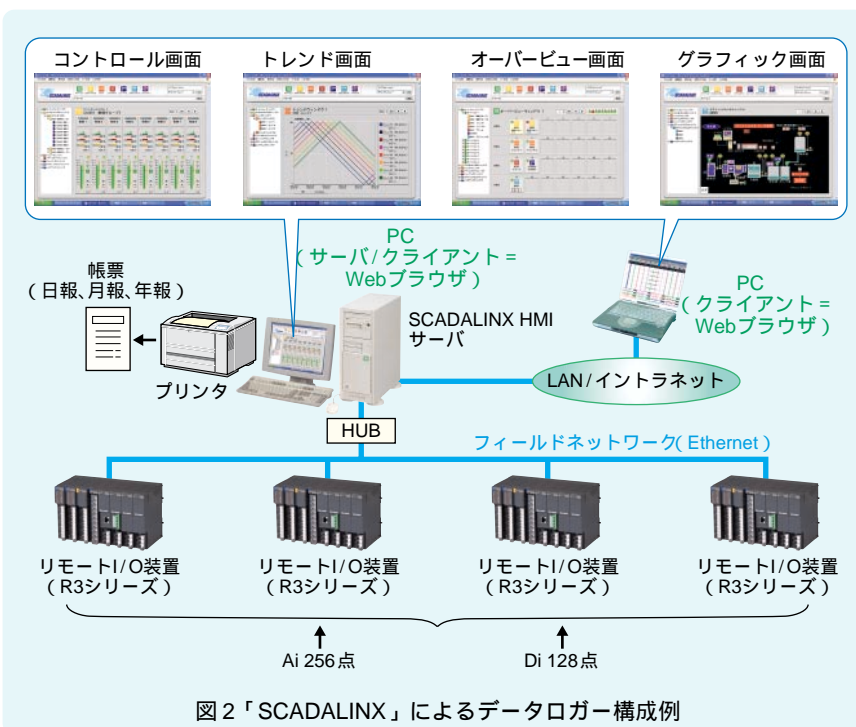 コントロール画面
トレンド画面
オーバービュー画面
グラフィック画面
PC
(サーバ/クライアント=
Webブラウザ)
帳票
(日報、月報、年報)
プリンタ
SCADALINX HMI
サーバ
PC
(クライアント=
Webブラウザ)
LAN/イントラネット
HUB
フィールドネットワーク(Ethernet)
リモートI/O装置
(R3シリーズ)
リモートI/O装置
(R3シリーズ)
リモートI/O装置
(R3シリーズ)
リモートI/O装置
(R3シリーズ)
Ai 256点
Di 128点
図2「SCADALINX」によるデータロガー構成例